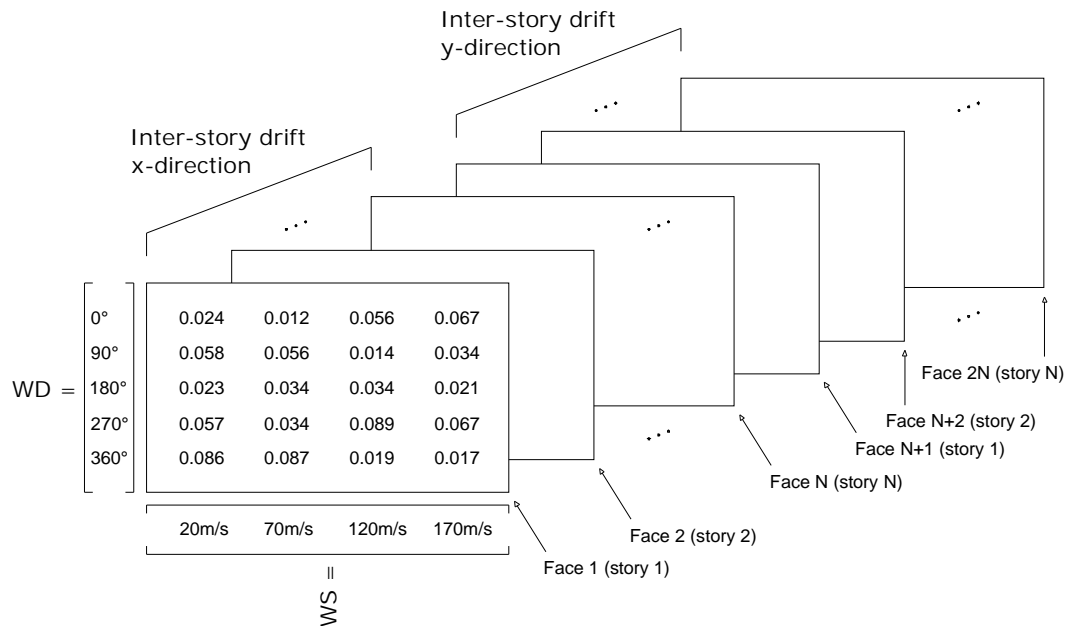 Inter-story drift
y-direction
Inter-story drift
x-direction
WD =
0° 0.024 0.012 0.056 0.067
90° 0.058 0.056 0.014 0.034
180° 0.023 0.034 0.034 0.021
270° 0.057 0.034 0.089 0.067
360° 0.086 0.087 0.019 0.017
20m/s 70m/s 120m/s 170m/s
WS =
Face 1 (story 1)
Face 2 (story 2)
Face N (story N)
Face N+1 (story 1)
Face N+2 (story 2)
Face 2N (story N)